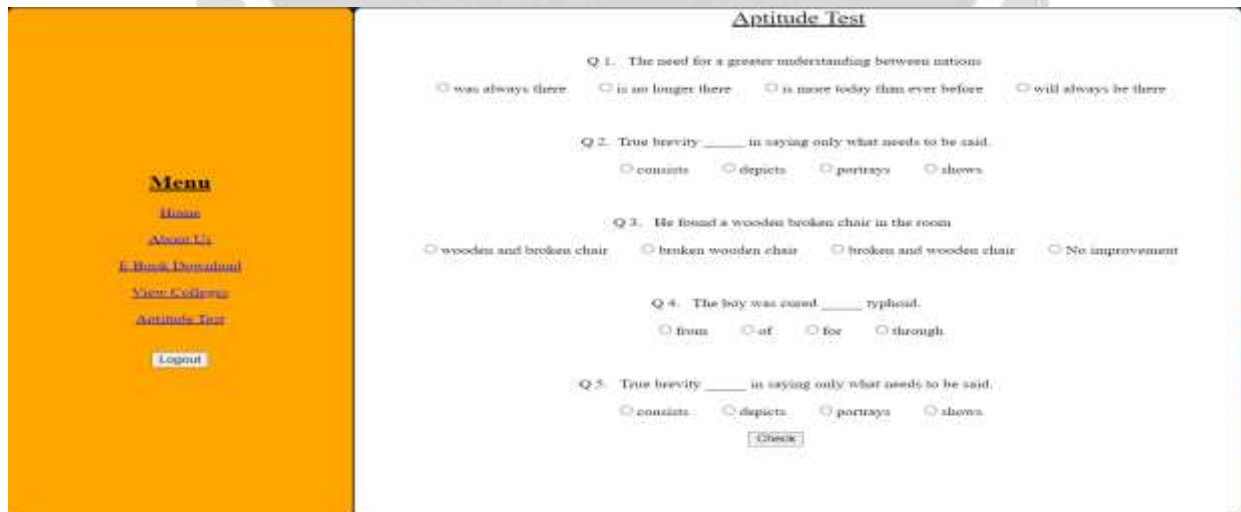 Menu
Home
About Us
E Book Download
View Colleges
Aptitude Test
Logout
Aptitude Test
Q 1. The need for a greater understanding between nations
was always there is no longer there is more today than ever before will always be there
Q 2. True brevity _____ in saying only what needs to be said.
consists depicts portrays shows
Q 3. He found a wooden broken chair in the room
wooden and broken chair broken wooden chair broken and wooden chair No improvement
Q 4. The boy was cured _____ typhoid.
from of for through
Q 5. True brevity _____ in saying only what needs to be said.
consists depicts portrays shows
Check